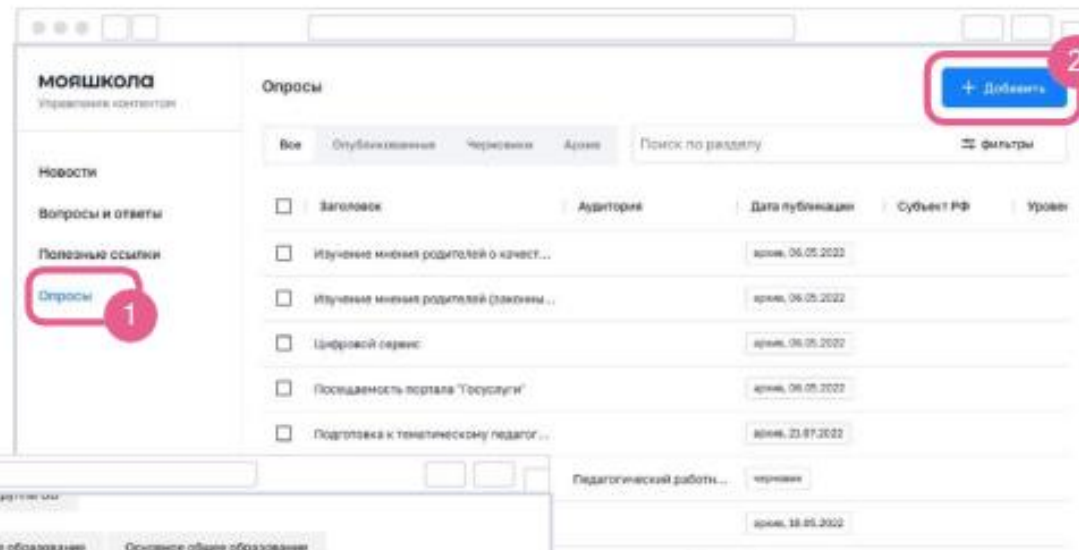 мояшкола
Управление контентом
Новости
Вопросы и ответы
Полезные ссылки
Опросы
1
Опросы
2
+ Добавить
Все Опубликованные Черновики Архив Поиск по разделу фильтры
Заголовок Аудитория Дата публикации Субъект РФ Уровен
Изучение мнения родителей о качест... архив, 06.05.2022
Изучение мнения родителей (законны... архив, 06.05.2022
Цифровой сервис архив, 06.05.2022
Посещаемость портала "Госуслуги" архив, 06.05.2022
Подготовка к тематическому педагог... архив, 21.07.2022
Педагогический работн... черновик
архив, 18.05.2022
образование Основное общее образование